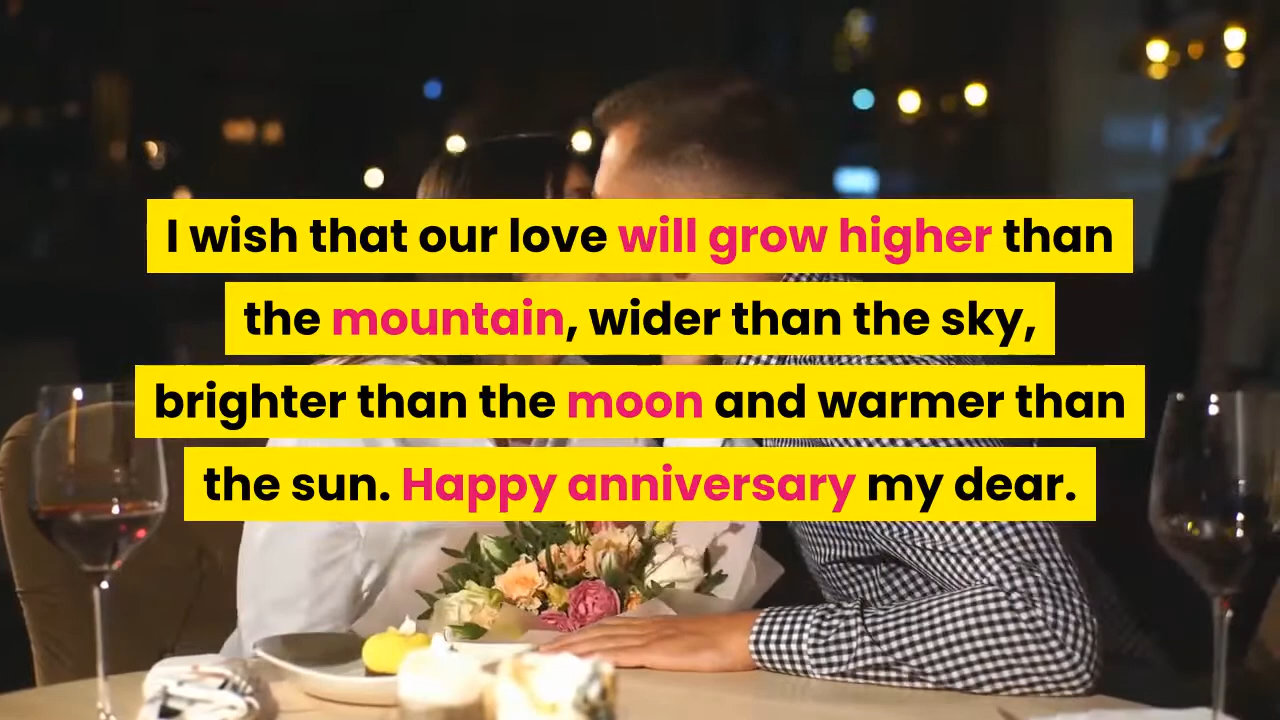 I wish that our love will grow higher than
the mountain, wider than the sky,
brighter than the moon and warmer than
the sun. Happy anniversary my dear.